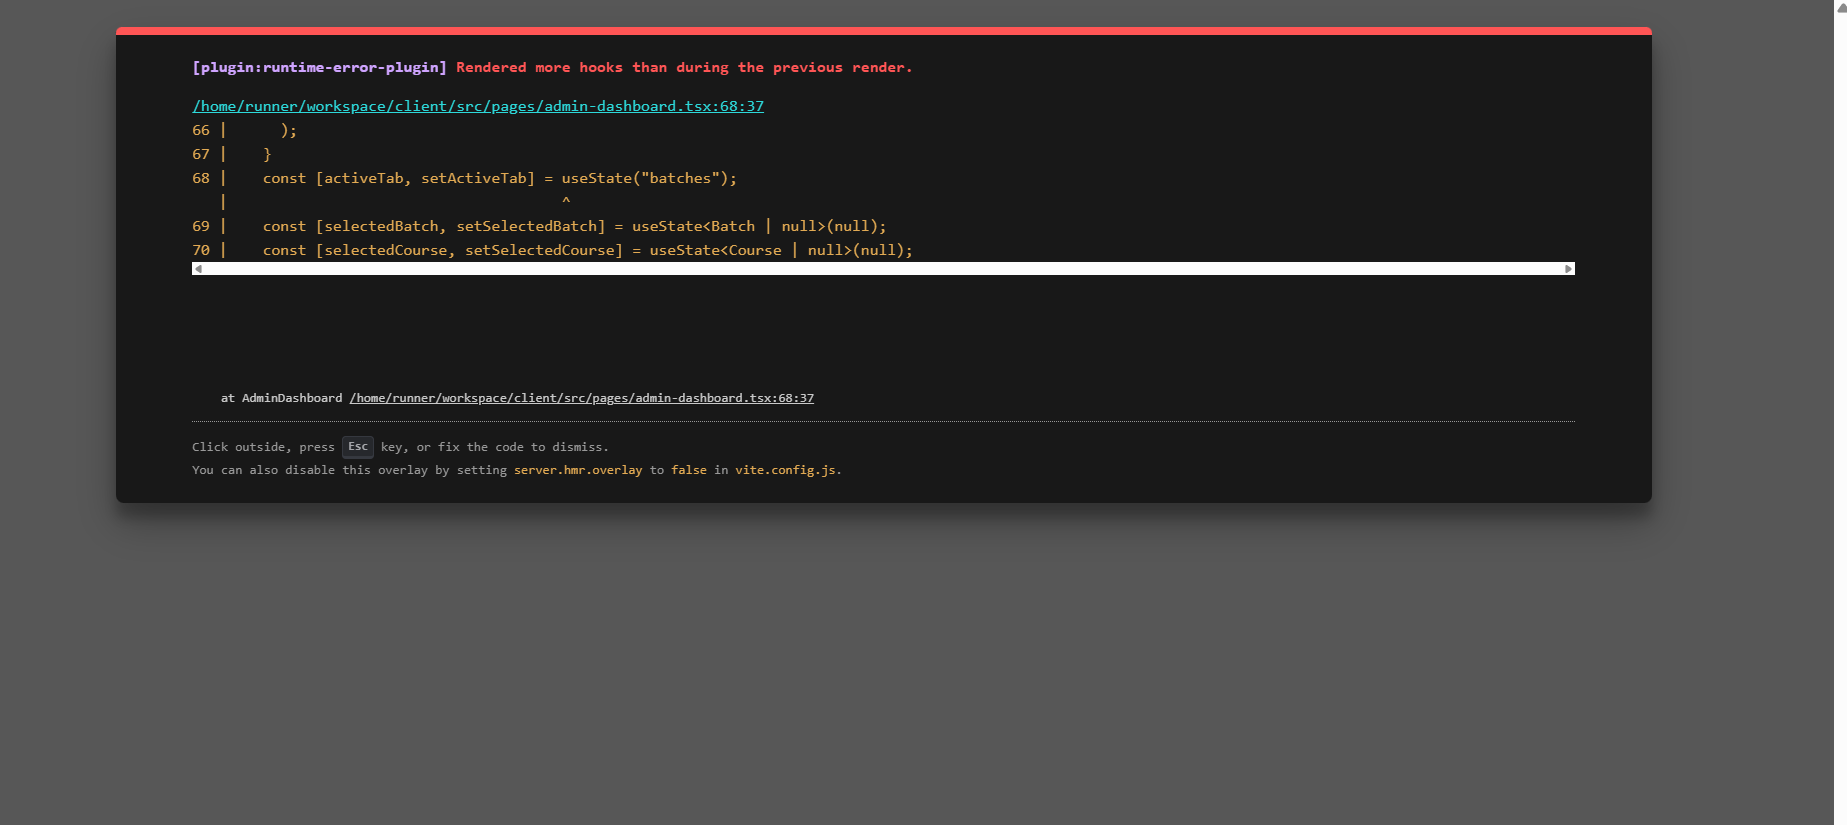 [plugin:runtime-error-plugin] Rendered more hooks than during the previous render.
/home/runner/workspace/client/src/pages/admin-dashboard.tsx:68:37
66 |      );
67 |    }
68 |    const [activeTab, setActiveTab] = useState("batches");
   |                                      ^
69 |    const [selectedBatch, setSelectedBatch] = useState<Batch | null>(null);
70 |    const [selectedCourse, setSelectedCourse] = useState<Course | null>(null);
at AdminDashboard /home/runner/workspace/client/src/pages/admin-dashboard.tsx:68:37
Click outside, press Esc key, or fix the code to dismiss.
You can also disable this overlay by setting server.hmr.overlay to false in vite.config.js.